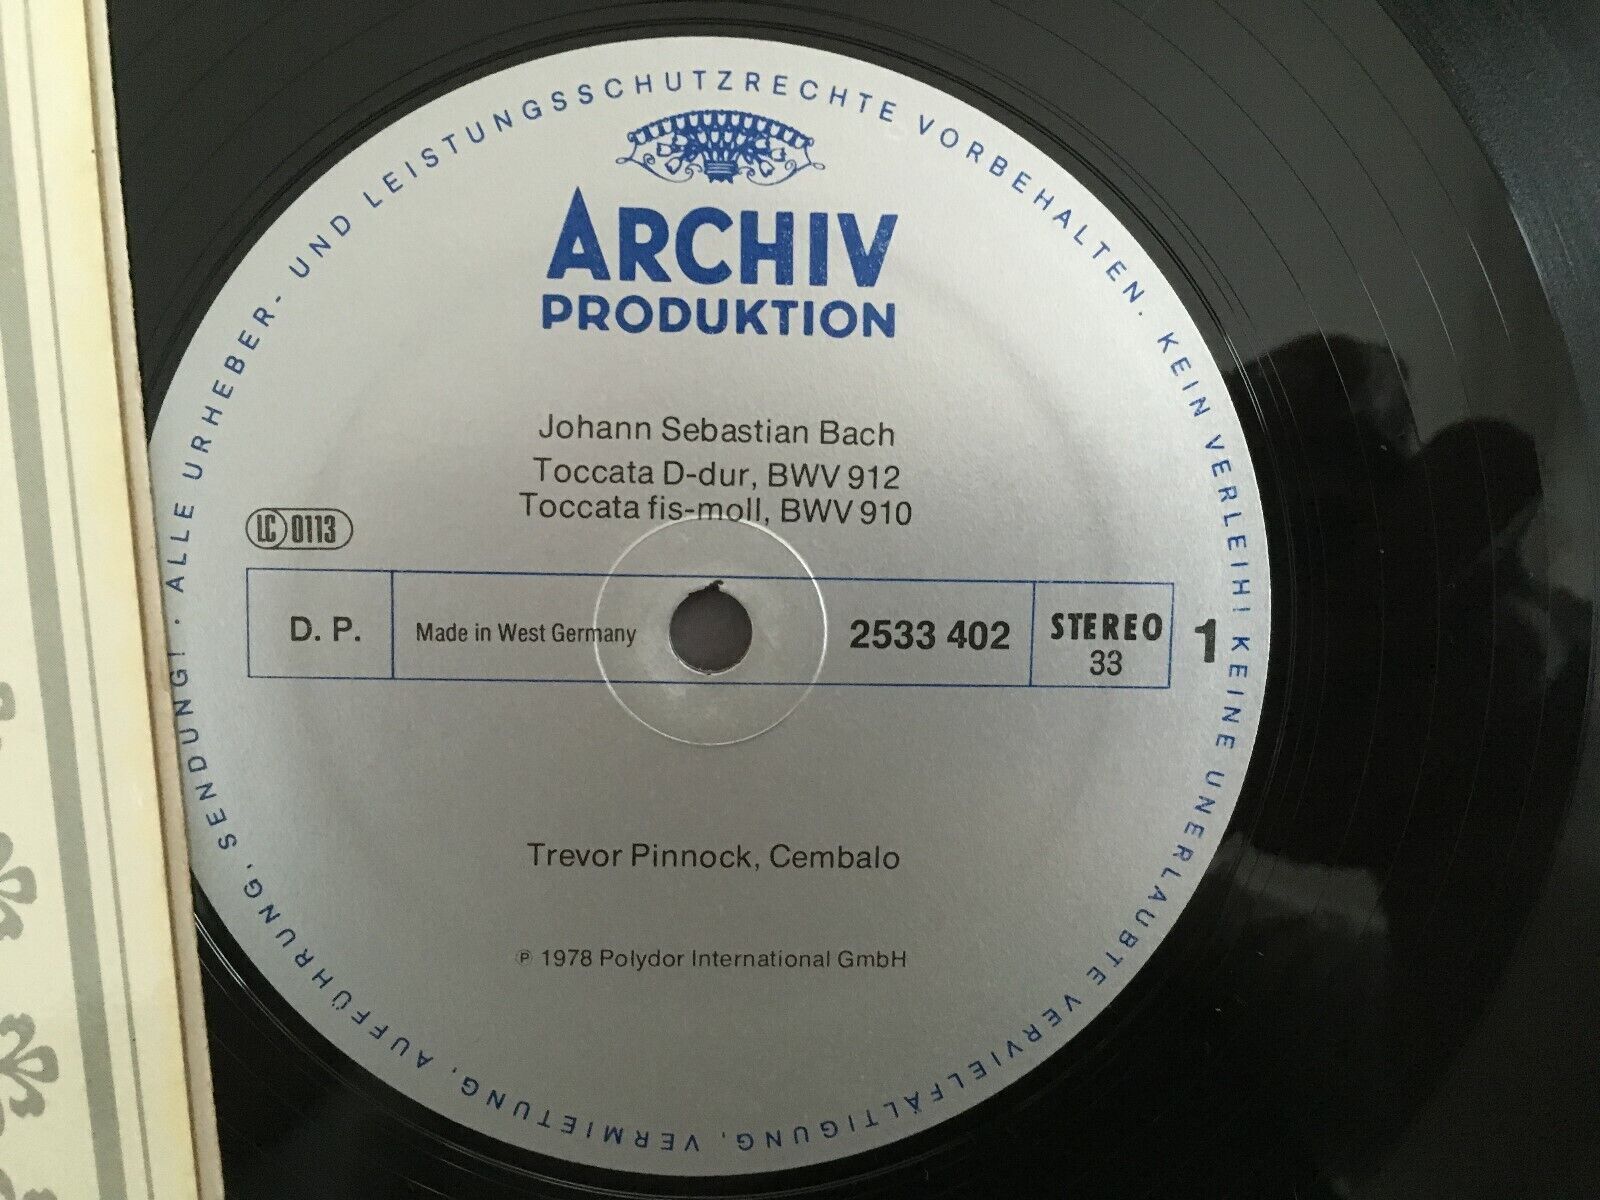 ALLE URHEBER- UND LEISTUNGSSCHUTZRECHTE VORBEHALTEN. KEIN VERLEIH! KEINE UNERLAUBTE VERVIELFÄLTIGUNG, VERMIETUNG, AUFFÜHRUNG, SENDUNG! ·
ARCHIV
PRODUKTION
Johann Sebastian Bach
Toccata D-dur, BWV 912
Toccata fis-moll, BWV 910
LC 0113
D. P.
Made in West Germany
2533 402
STEREO
33
1
Trevor Pinnock, Cembalo
℗ 1978 Polydor International GmbH